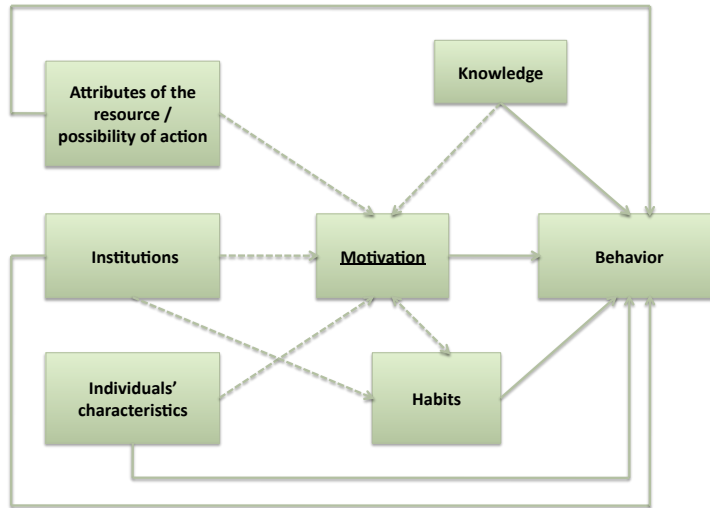 Attributes of the
resource /
possibility of action
Knowledge
Institutions
Motivation
Behavior
Individuals’
characteristics
Habits